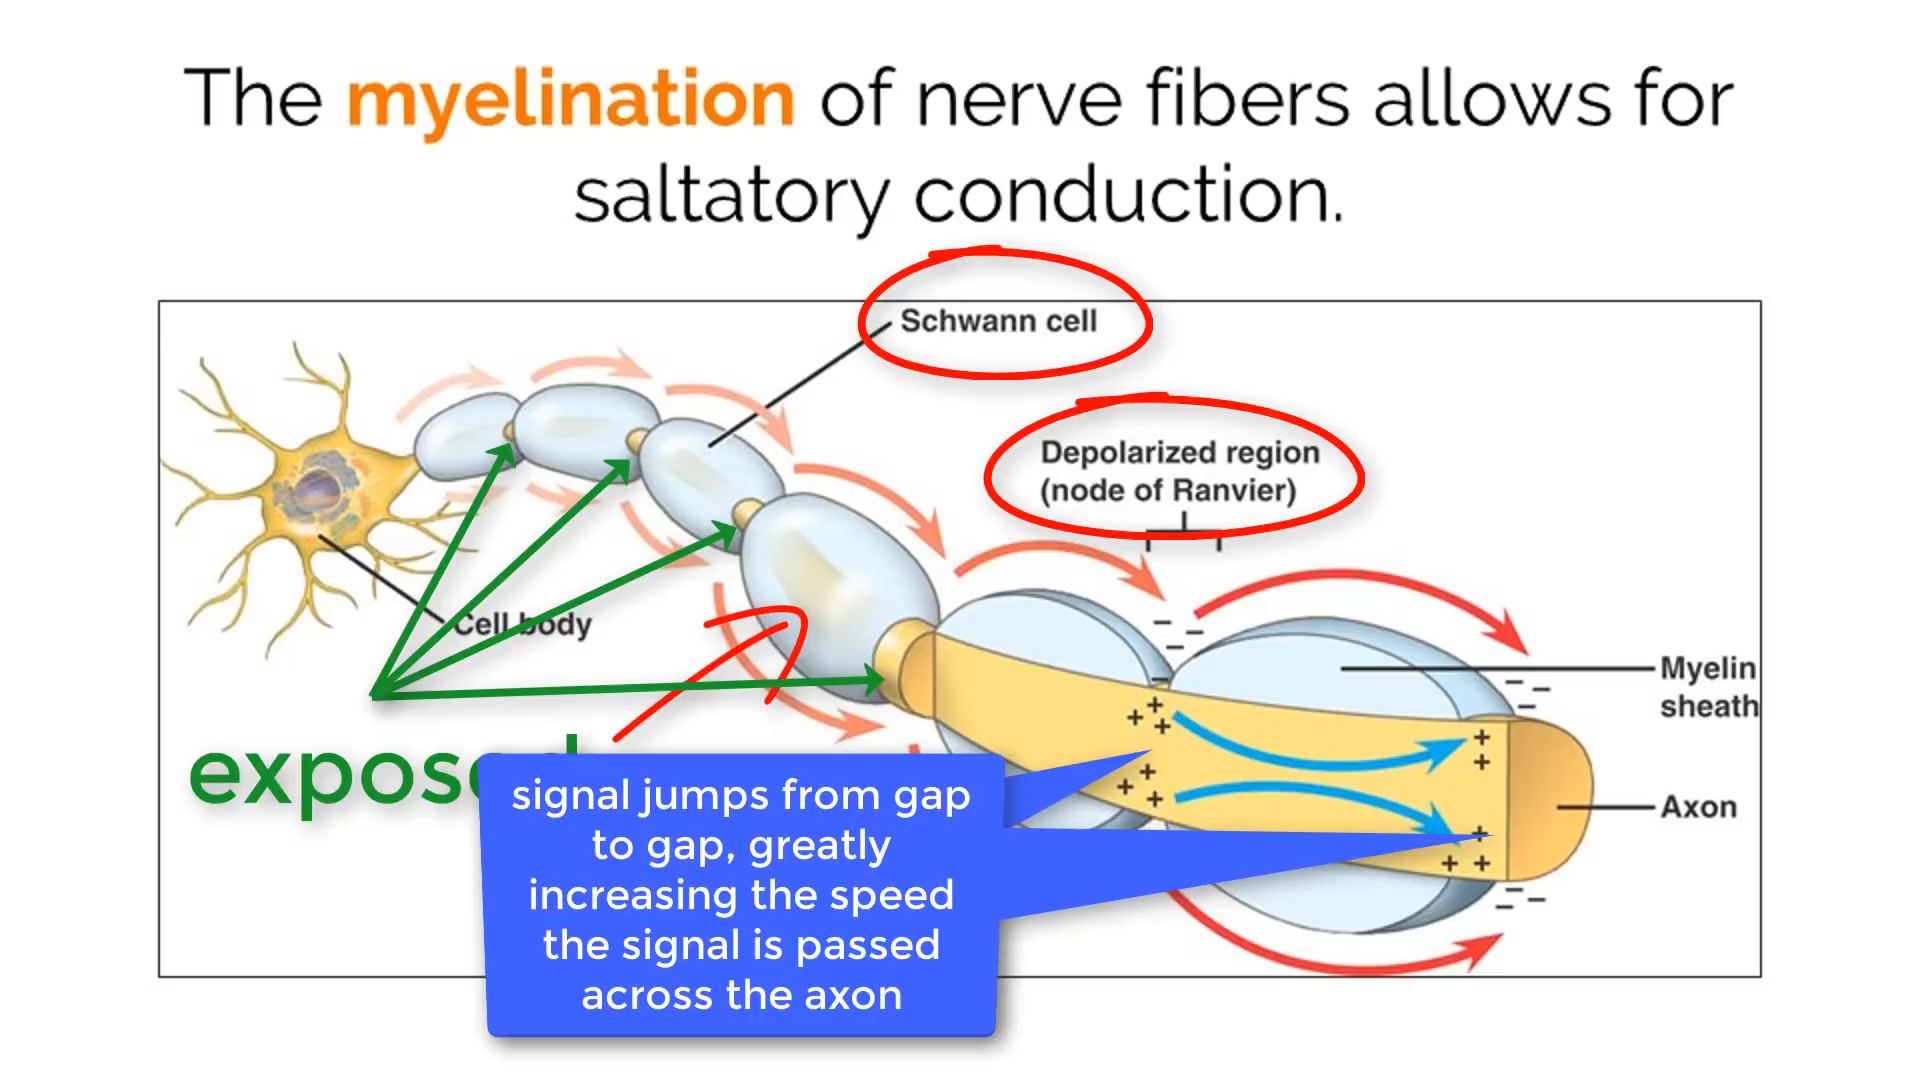 The myelination of nerve fibers allows for
saltatory conduction.
Schwann cell
Depolarized region
(node of Ranvier)
Cell body
Myelin
sheath
Axon
signal jumps from gap
to gap, greatly
increasing the speed
the signal is passed
across the axon